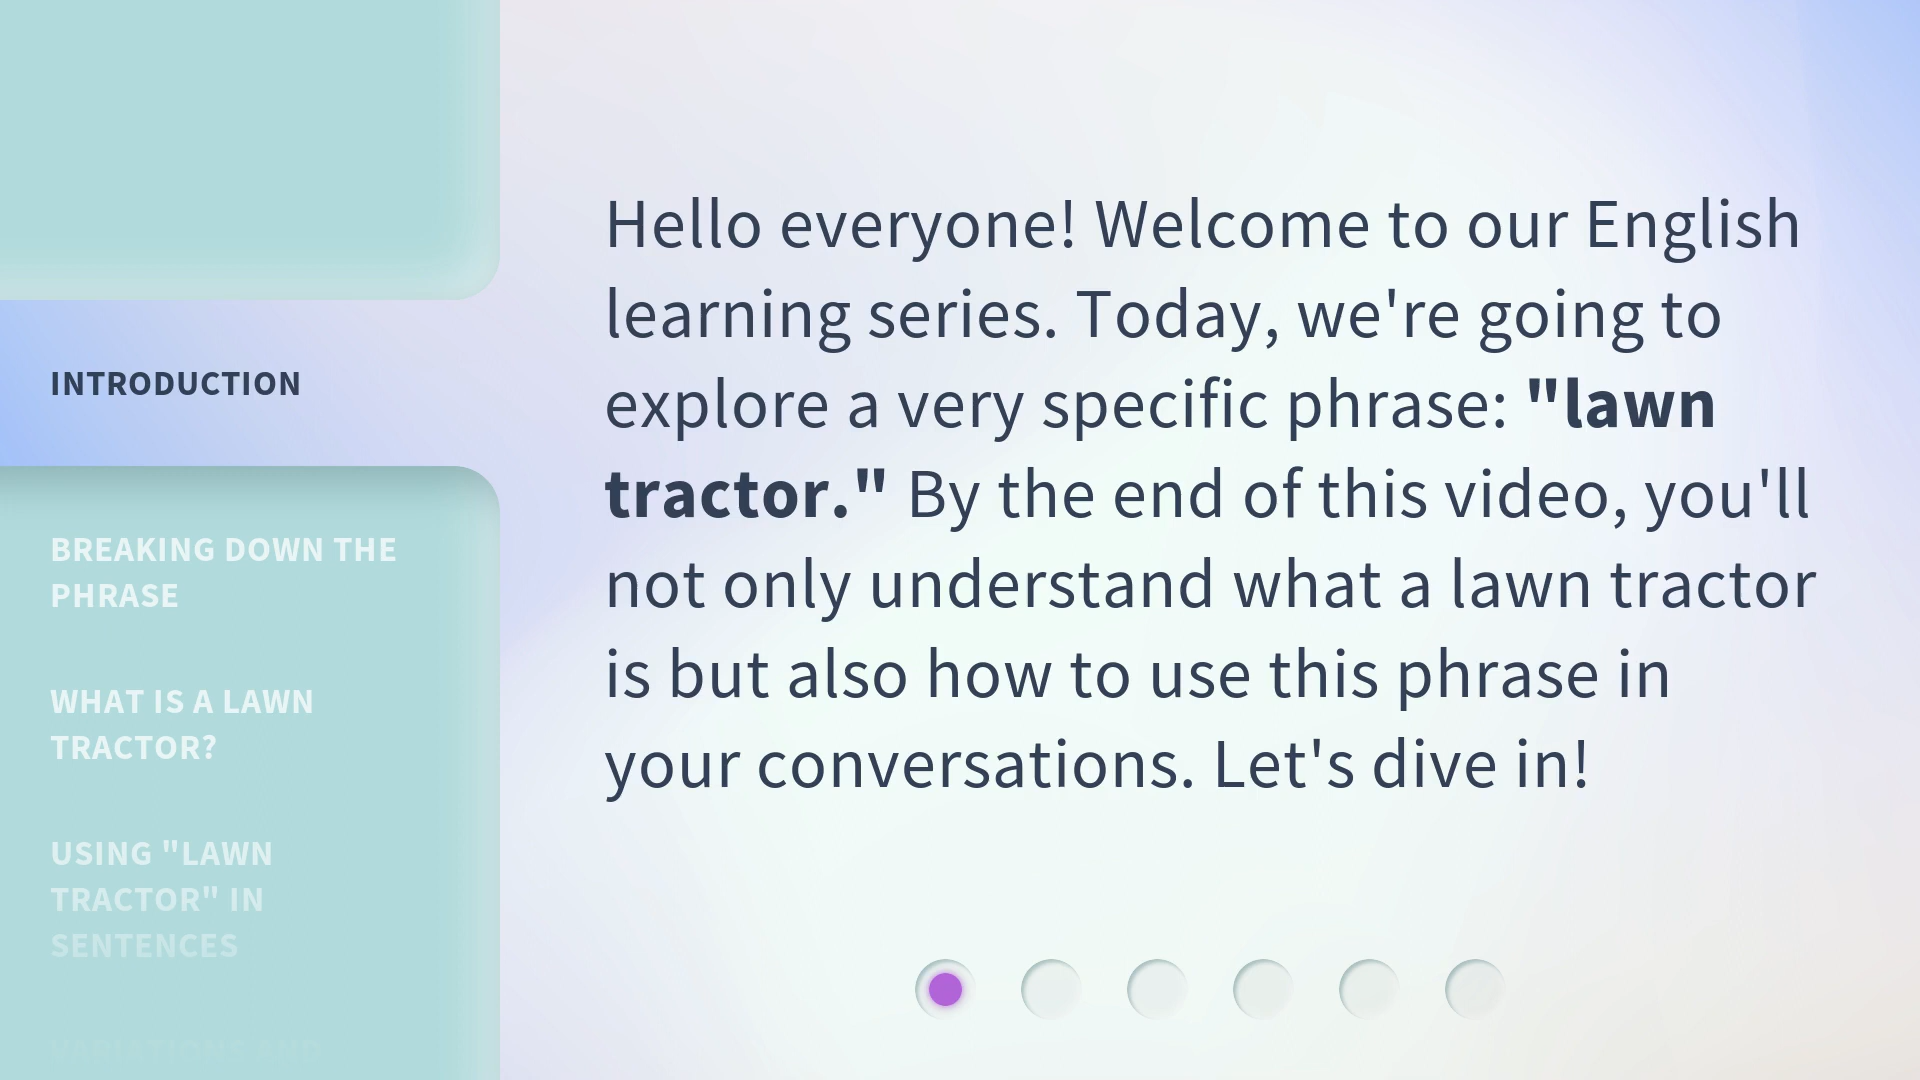 INTRODUCTION
BREAKING DOWN THE
PHRASE
WHAT IS A LAWN
TRACTOR?
USING "LAWN
TRACTOR" IN
SENTENCES
VARIATIONS AND
Hello everyone! Welcome to our English
learning series. Today, we're going to
explore a very specific phrase: "lawn
tractor." By the end of this video, you'll
not only understand what a lawn tractor
is but also how to use this phrase in
your conversations. Let's dive in!